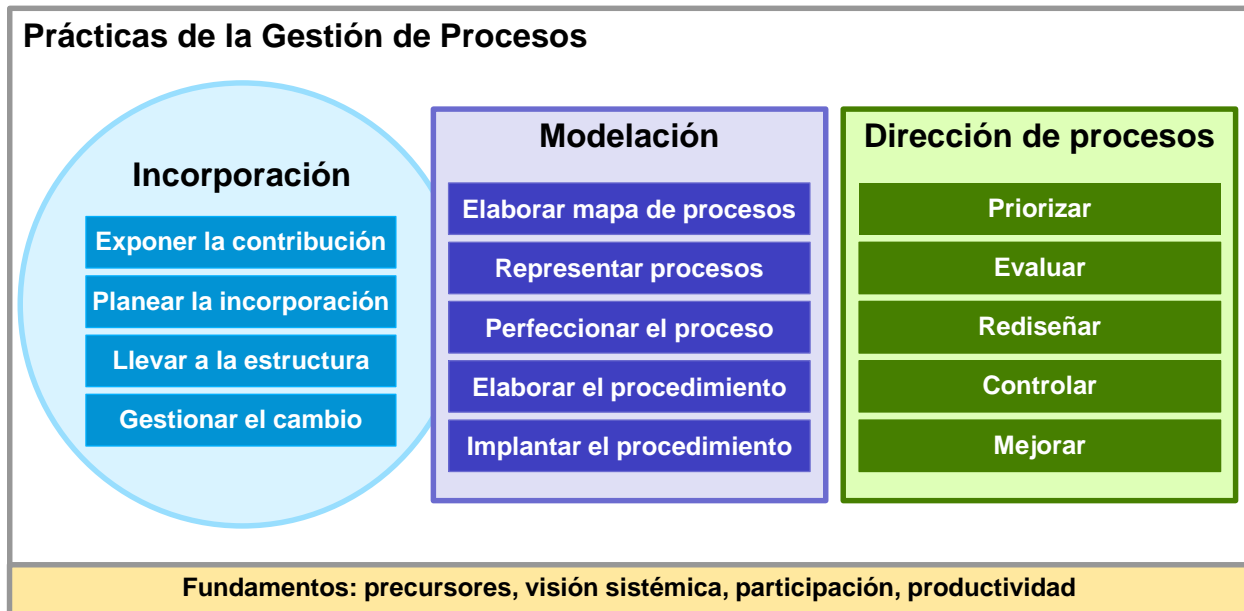 Prácticas de la Gestión de Procesos
Incorporación
Exponer la contribución
Planear la incorporación
Llevar a la estructura
Gestionar el cambio
Modelación
Elaborar mapa de procesos
Representar procesos
Perfeccionar el proceso
Elaborar el procedimiento
Implantar el procedimiento
Dirección de procesos
Priorizar
Evaluar
Rediseñar
Controlar
Mejorar
Fundamentos: precursores, visión sistémica, participación, productividad